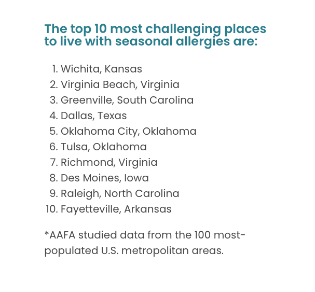 The top 10 most challenging places
to live with seasonal allergies are:
1. Wichita, Kansas
2. Virginia Beach, Virginia
3. Greenville, South Carolina
4. Dallas, Texas
5. Oklahoma City, Oklahoma
6. Tulsa, Oklahoma
7. Richmond, Virginia
8. Des Moines, Iowa
9. Raleigh, North Carolina
10. Fayetteville, Arkansas
*AAFA studied data from the 100 most-
populated U.S. metropolitan areas.